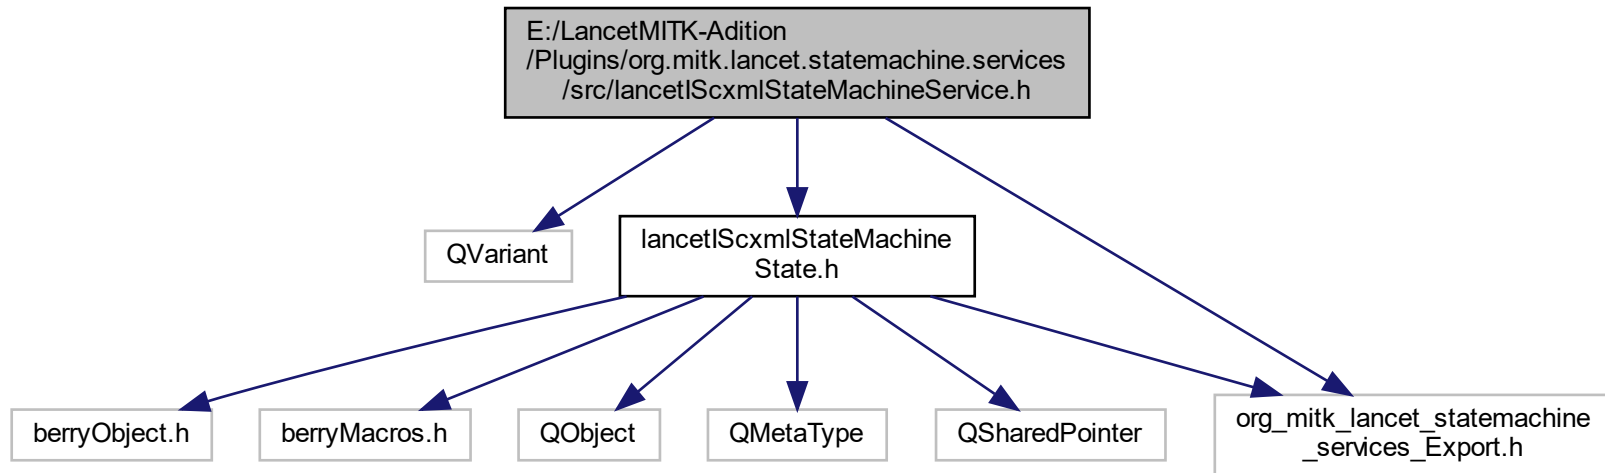 E:/LancetMITK-Adition
/Plugins/org.mitk.lancet.statemachine.services
/src/lancetIScxmlStateMachineService.h
QVariant
lancetIScxmlStateMachine
State.h
berryObject.h
berryMacros.h
QObject
QMetaType
QSharedPointer
org_mitk_lancet_statemachine
_services_Export.h